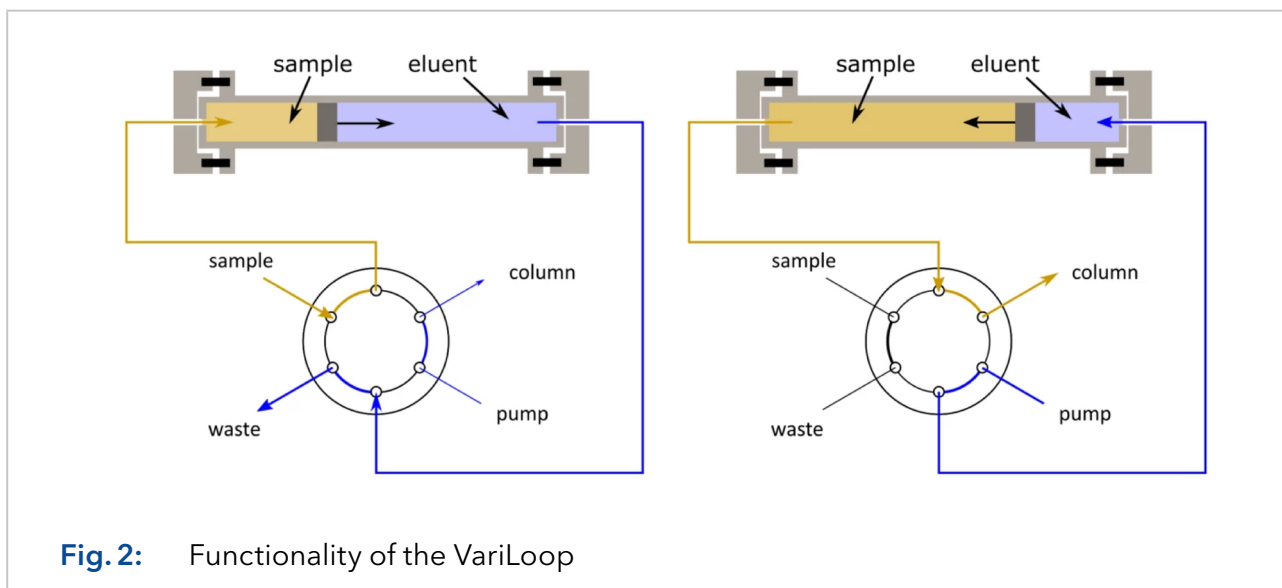 sample eluent
sample
column
waste
pump
sample eluent
sample
column
waste
pump
Fig. 2: Functionality of the VariLoop